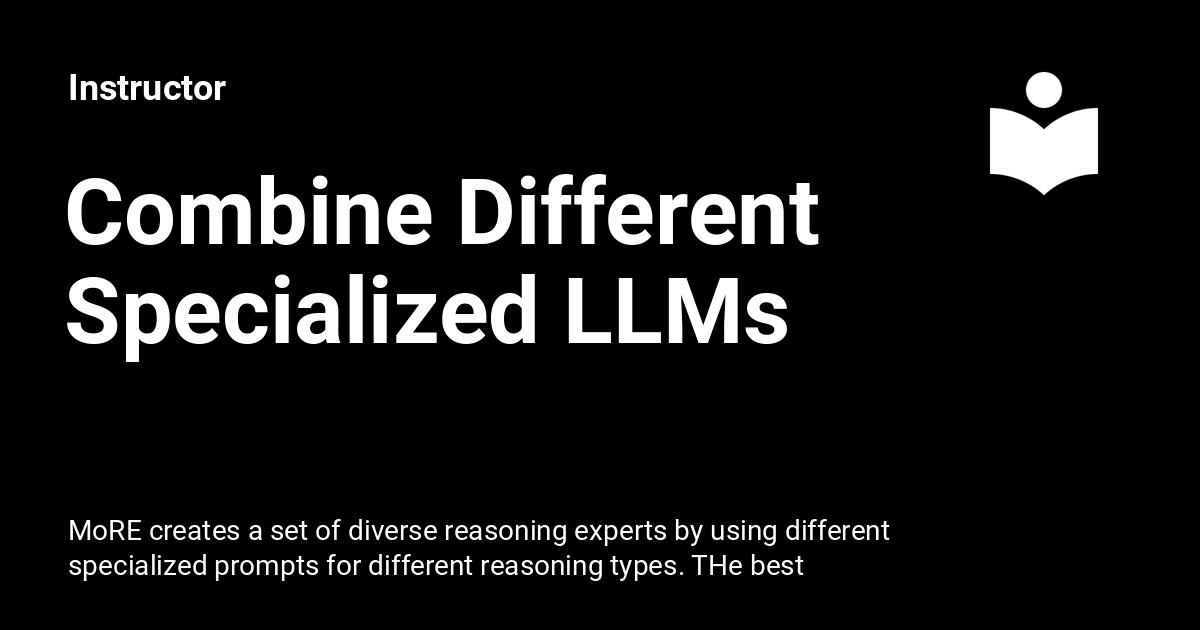 Instructor
Combine Different
Specialized LLMs
MoRE creates a set of diverse reasoning experts by using different
specialized prompts for different reasoning types. THe best